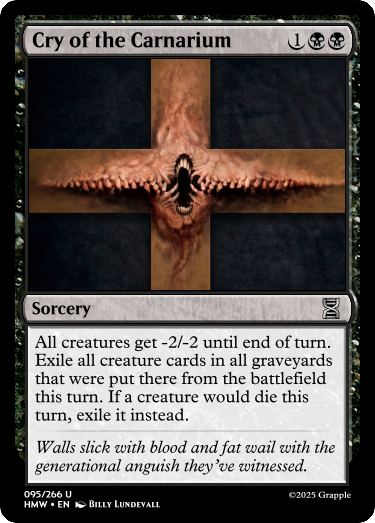 Cry of the Carnarium 1
Sorcery
All creatures get -2/-2 until end of turn.
Exile all creature cards in all graveyards
that were put there from the battlefield
this turn. If a creature would die this
turn, exile it instead.
Walls slick with blood and fat wail with the
generational anguish they've witnessed.
095/266 U
HMW • EN Billy Lundevall
©2025 Grapple